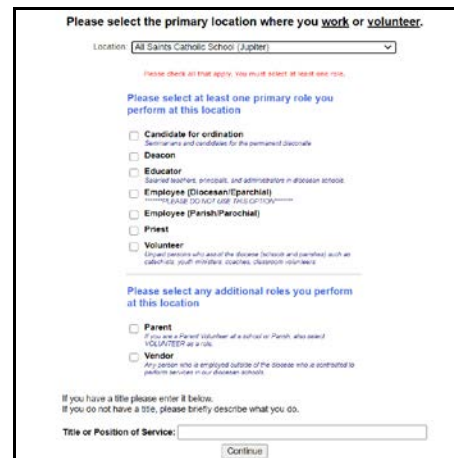 Please select the primary location where you work or volunteer.
Location: All Saints Catholic School (Jupiter)
Please check all that apply. You must select at least one role.
Please select at least one primary role you
perform at this location
Candidate for ordination
Seminarians and candidates for the permanent diaconate
Deacon
Educator
Salaried teachers, principals, and administrators in diocesan schools.
Employee (Diocesan/Eparchial)
*******PLEASE DO NOT USE THIS OPTION*******
Employee (Parish/Parochial)
Priest
Volunteer
Unpaid persons who assist the diocese (schools and parishes) such as
catechists, youth ministers, coaches, classroom volunteers.
Please select any additional roles you perform
at this location
Parent
If you are a Parent Volunteer at a school or Parish, also select
VOLUNTEER as a role.
Vendor
Any person who is employed outside of the diocese who is contracted to
perform services in our diocesan schools.
If you have a title please enter it below.
If you do not have a title, please briefly describe what you do.
Title or Position of Service:
Continue